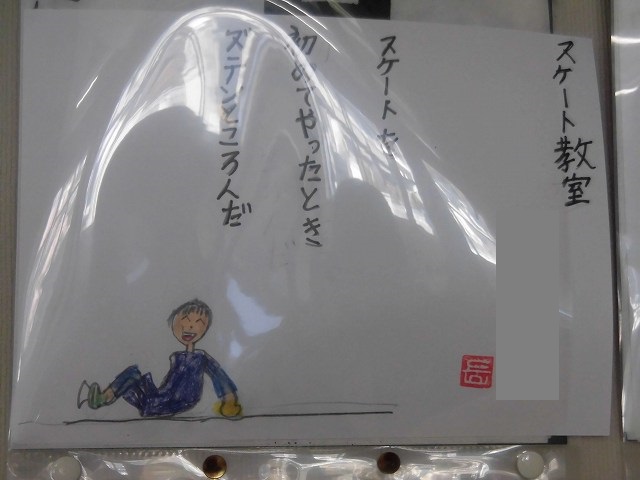 スケート教室
スケートを
初めてやったとき
ズデンところんだ
長